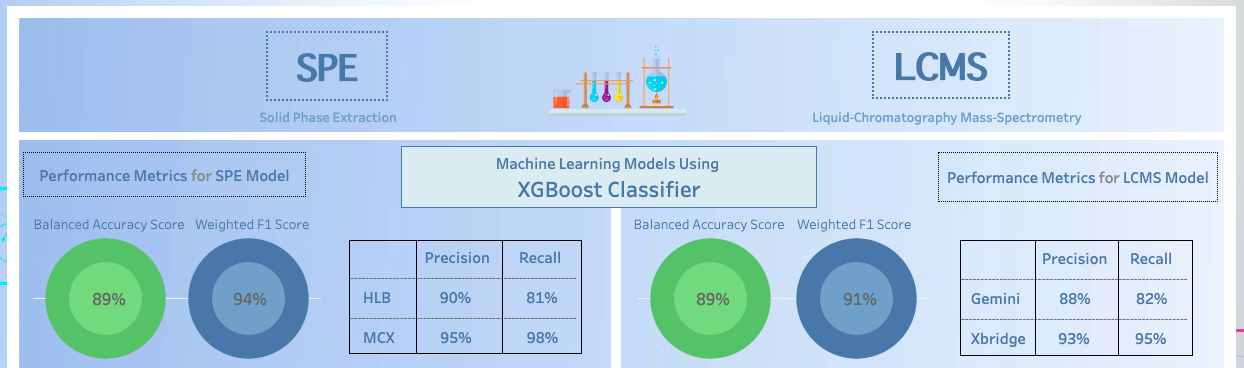 SPE
Solid Phase Extraction
LCMS
Liquid-Chromatography Mass-Spectrometry
Machine Learning Models Using
XGBoost Classifier
Performance Metrics for SPE Model
Balanced Accuracy Score Weighted F1 Score
89% 94%
Precision Recall
HLB 90% 81%
MCX 95% 98%
Performance Metrics for LCMS Model
Balanced Accuracy Score Weighted F1 Score
89% 91%
Precision Recall
Gemini 88% 82%
Xbridge 93% 95%